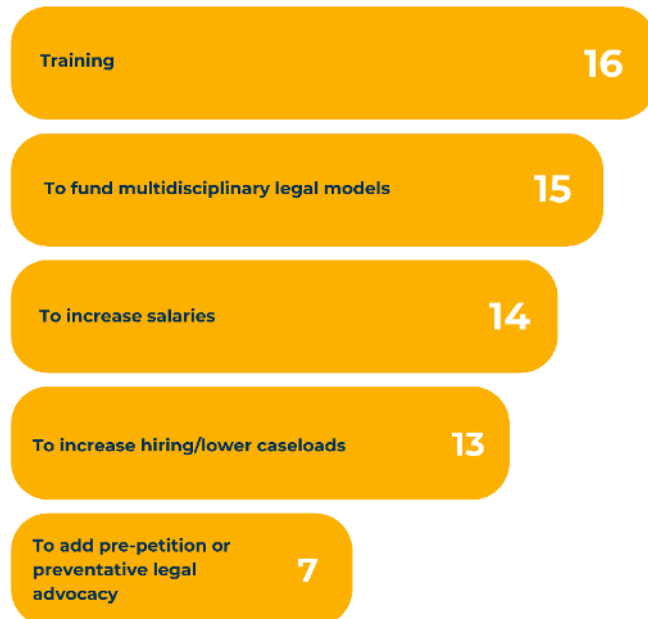 Training 16
To fund multidisciplinary legal models 15
To increase salaries 14
To increase hiring/lower caseloads 13
To add pre-petition or
preventative legal 7
advocacy